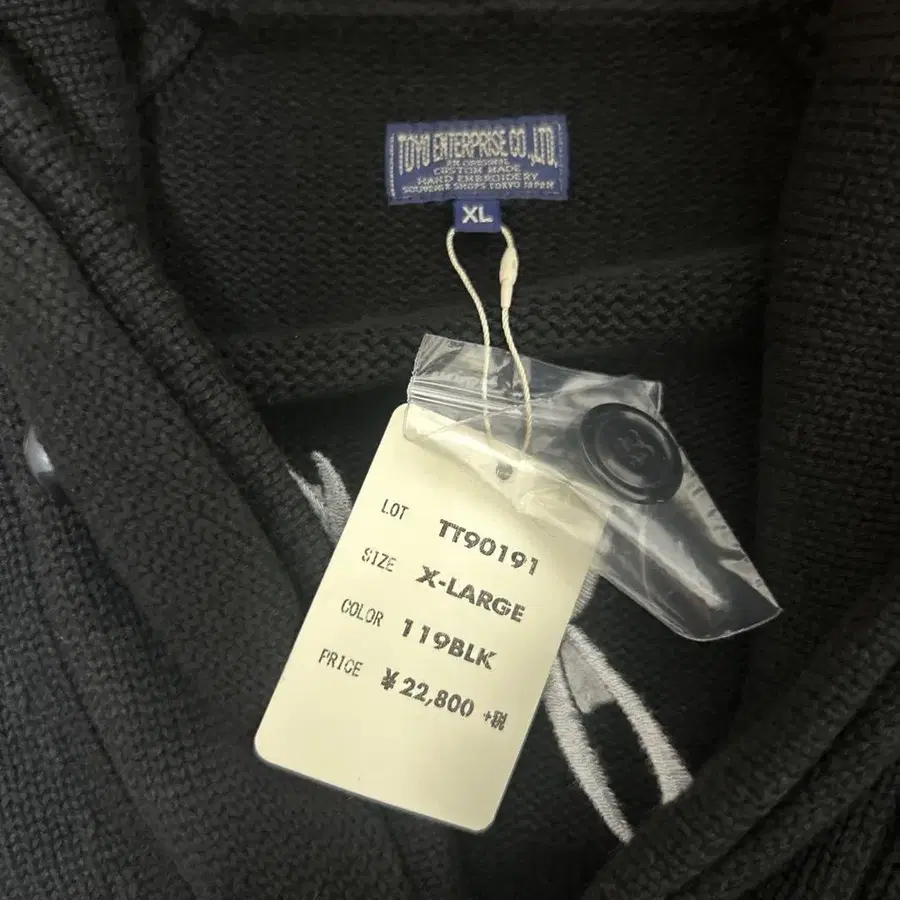 TOYO ENTERPRISE CO.,LTD.
AN ORIGINAL
CUSTOM MADE
HAND EMBROIDERY
SOUVENIR SHOPS TOKYO JAPAN
XL
LOT TT90191
SIZE X-LARGE
COLOR 119BLK
PRICE ¥22,800 +税